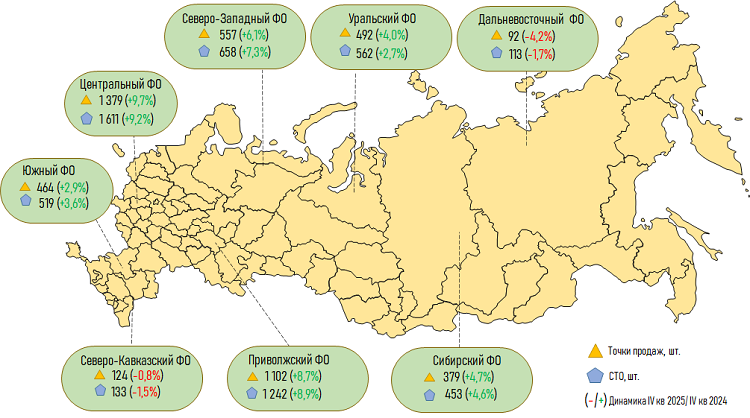 Северо-Западный ФО
557 (+6,1%)
658 (+7,3%)
Уральский ФО
492 (+4,0%)
562 (+2,7%)
Дальневосточный ФО
92 (-4,2%)
113 (-1,7%)
Центральный ФО
1 379 (+9,7%)
1 611 (+9,2%)
Южный ФО
464 (+2,9%)
519 (+3,6%)
Северо-Кавказский ФО
124 (-0,8%)
133 (-1,5%)
Приволжский ФО
1 102 (+8,7%)
1 242 (+8,9%)
Сибирский ФО
379 (+4,7%)
453 (+4,6%)
Точки продаж, шт.
СТО, шт.
(-/+) Динамика IV кв 2025/ IV кв 2024